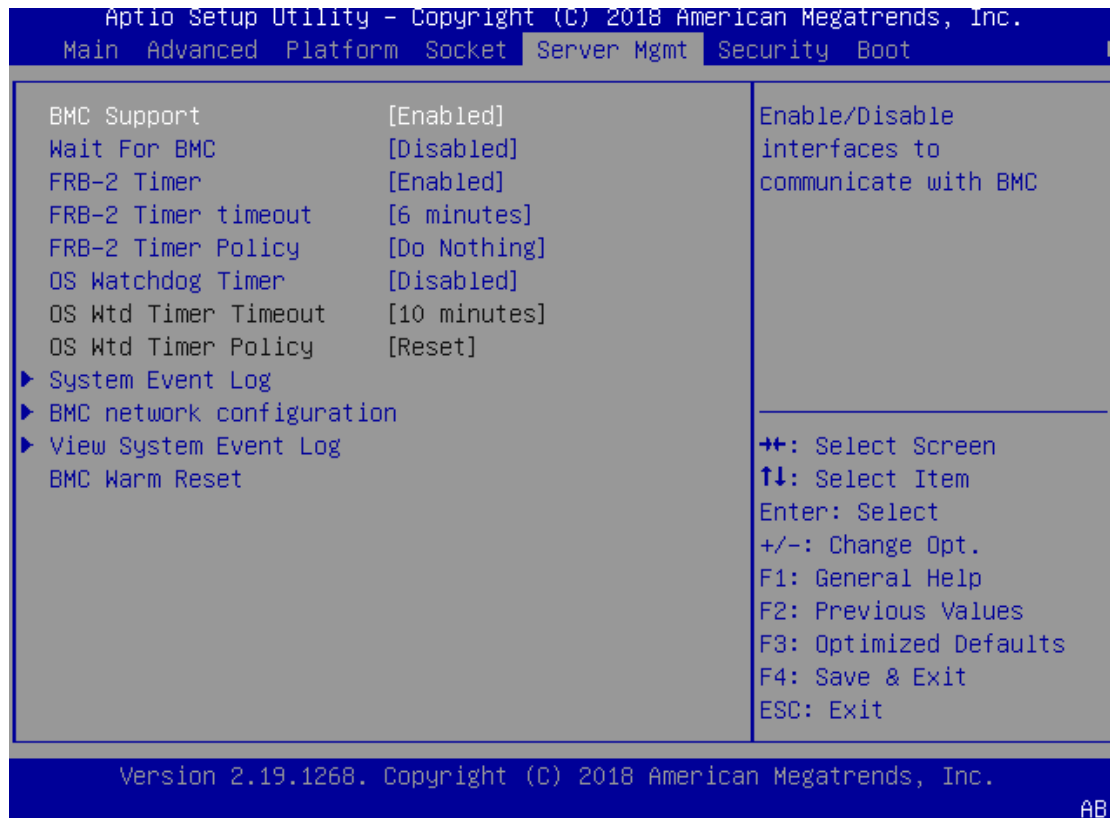 Aptio Setup Utility – Copyright (C) 2018 American Megatrends, Inc.
Main Advanced Platform Socket Server Mgmt Security Boot
BMC Support [Enabled]
Wait For BMC [Disabled]
FRB-2 Timer [Enabled]
FRB-2 Timer timeout [6 minutes]
FRB-2 Timer Policy [Do Nothing]
OS Watchdog Timer [Disabled]
OS Wtd Timer Timeout [10 minutes]
OS Wtd Timer Policy [Reset]
System Event Log
BMC network configuration
View System Event Log
BMC Warm Reset
Enable/Disable
interfaces to
communicate with BMC
→←: Select Screen
↑↓: Select Item
Enter: Select
+/-: Change Opt.
F1: General Help
F2: Previous Values
F3: Optimized Defaults
F4: Save & Exit
ESC: Exit
Version 2.19.1268. Copyright (C) 2018 American Megatrends, Inc.
AB